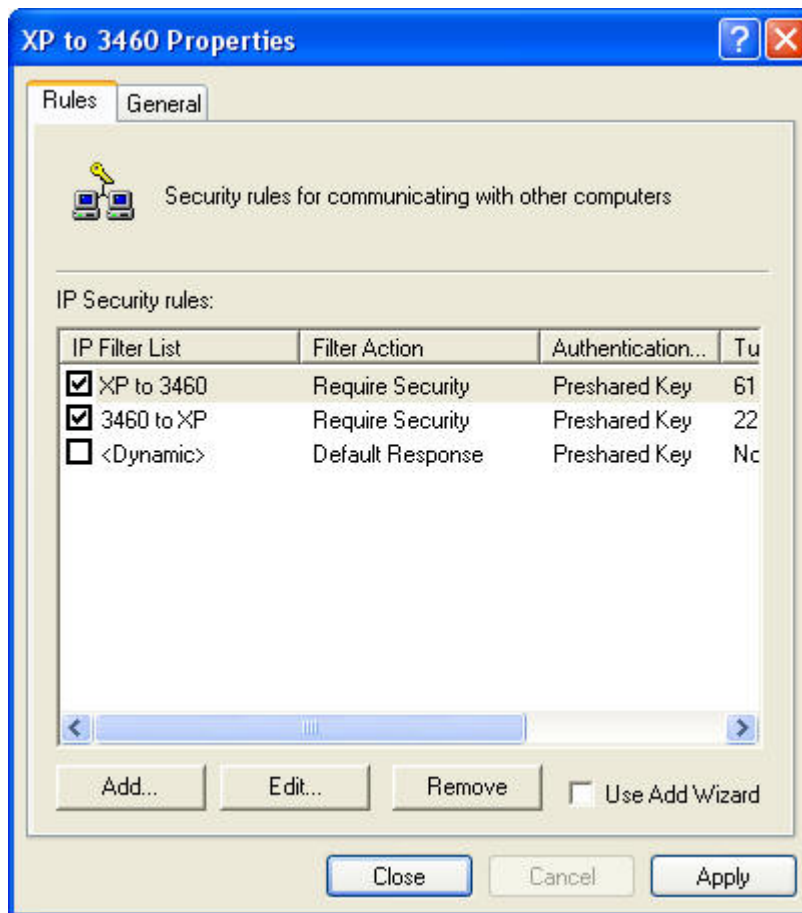 XP to 3460 Properties
Rules General
Security rules for communicating with other computers
IP Security rules:
IP Filter List Filter Action Authentication... Tu
XP to 3460 Require Security Preshared Key 61
3460 to XP Require Security Preshared Key 22
<Dynamic> Default Response Preshared Key No
Add... Edit... Remove Use Add Wizard
Close Cancel Apply